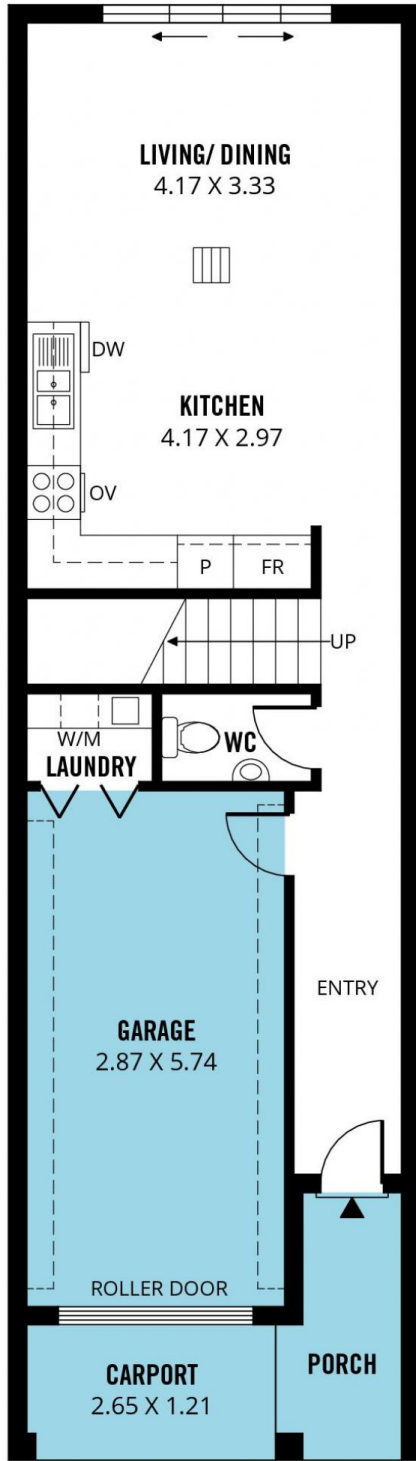 LIVING/ DINING
4.17 X 3.33
DW
KITCHEN
4.17 X 2.97
OV
P
FR
UP
W/M
LAUNDRY
WC
ENTRY
GARAGE
2.87 X 5.74
ROLLER DOOR
CARPORT
2.65 X 1.21
PORCH